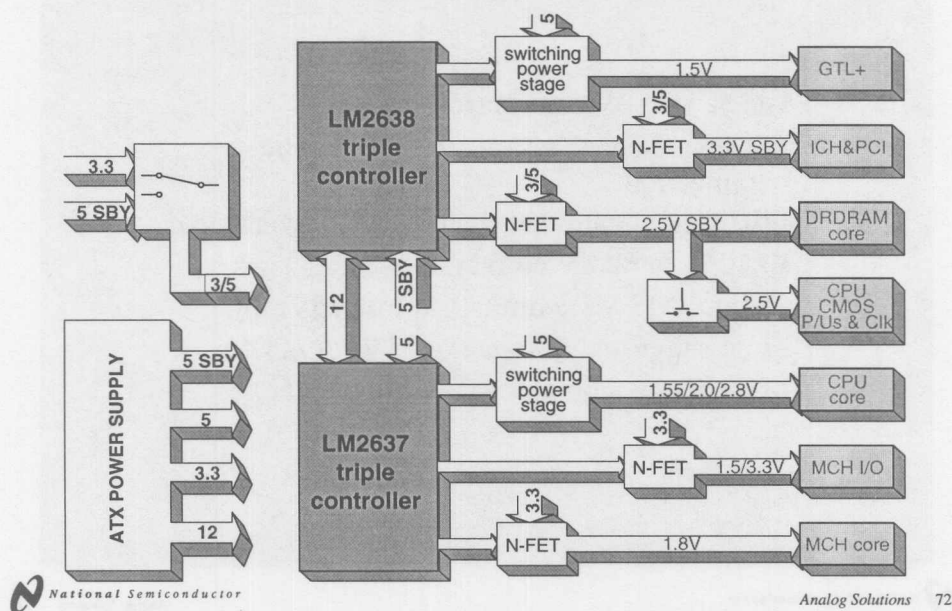 5
switching
power
stage
1.5V
GTL+
LM2638
triple
controller
3/5
N-FET
3.3V SBY
ICH&PCI
3.3
5 SBY
3/5
3/5
N-FET
2.5V SBY
DRDRAM
core
2.5V
CPU
CMOS
P/Us & Clk
12
5 SBY
ATX POWER SUPPLY
5 SBY
5
3.3
12
5
LM2637
triple
controller
5
switching
power
stage
1.55/2.0/2.8V
CPU
core
3.3
N-FET
1.5/3.3V
MCH I/O
3.3
N-FET
1.8V
MCH core
National Semiconductor
Analog Solutions 72